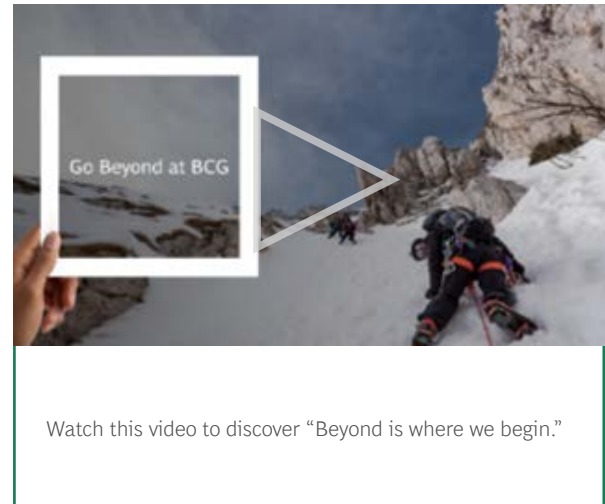 Go Beyond at BCG
Watch this video to discover “Beyond is where we begin.”